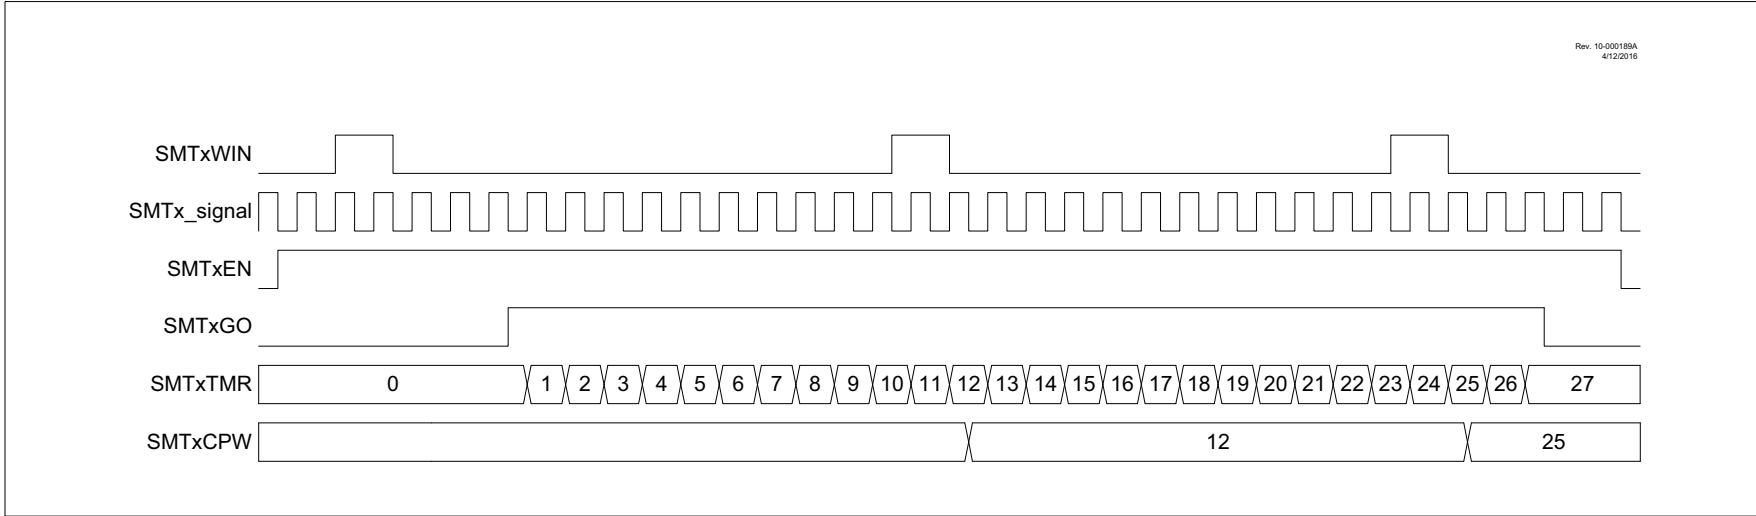 Rev. 10-000189A
4/12/2016
SMTxWIN
SMTx_signal
SMTxEN
SMTxGO
SMTxTMR 0 1 2 3 4 5 6 7 8 9 10 11 12 13 14 15 16 17 18 19 20 21 22 23 24 25 26 27
SMTxCPW 12 25